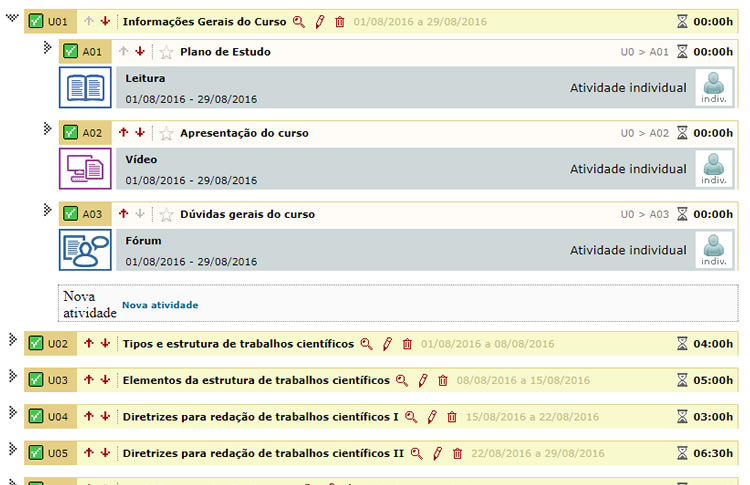 U01 Informações Gerais do Curso 01/08/2016 a 29/08/2016 00:00h
A01 Plano de Estudo U0 > A01 00:00h
Leitura
Atividade individual
01/08/2016 - 29/08/2016
indiv.
A02 Apresentação do curso U0 > A02 00:00h
Vídeo
Atividade individual
01/08/2016 - 29/08/2016
indiv.
A03 Dúvidas gerais do curso U0 > A03 00:00h
Fórum
Atividade individual
01/08/2016 - 29/08/2016
indiv.
Nova
atividade Nova atividade
U02 Tipos e estrutura de trabalhos científicos 01/08/2016 a 08/08/2016 04:00h
U03 Elementos da estrutura de trabalhos científicos 08/08/2016 a 15/08/2016 05:00h
U04 Diretrizes para redação de trabalhos científicos I 15/08/2016 a 22/08/2016 03:00h
U05 Diretrizes para redação de trabalhos científicos II 22/08/2016 a 29/08/2016 06:30h